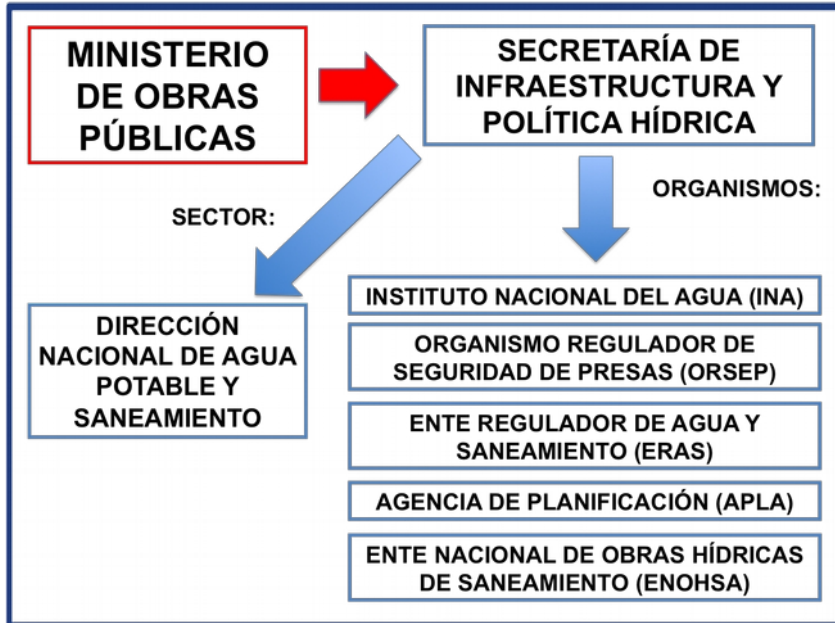 MINISTERIO
DE OBRAS
PÚBLICAS
SECRETARÍA DE
INFRAESTRUCTURA Y
POLÍTICA HÍDRICA
SECTOR:
ORGANISMOS:
DIRECCIÓN
NACIONAL DE AGUA
POTABLE Y
SANEAMIENTO
INSTITUTO NACIONAL DEL AGUA (INA)
ORGANISMO REGULADOR DE
SEGURIDAD DE PRESAS (ORSEP)
ENTE REGULADOR DE AGUA Y
SANEAMIENTO (ERAS)
AGENCIA DE PLANIFICACIÓN (APLA)
ENTE NACIONAL DE OBRAS HÍDRICAS
DE SANEAMIENTO (ENOHSA)